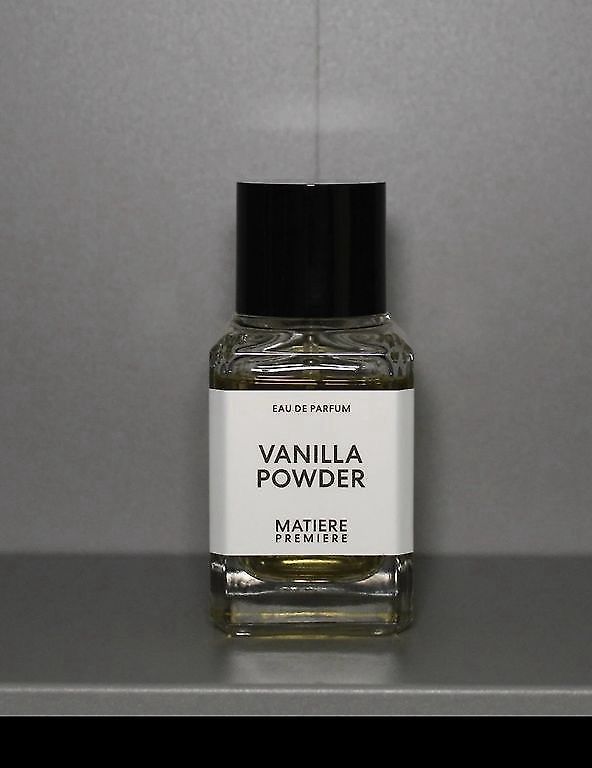 EAU DE PARFUM
VANILLA
POWDER
MATIERE
PREMIERE